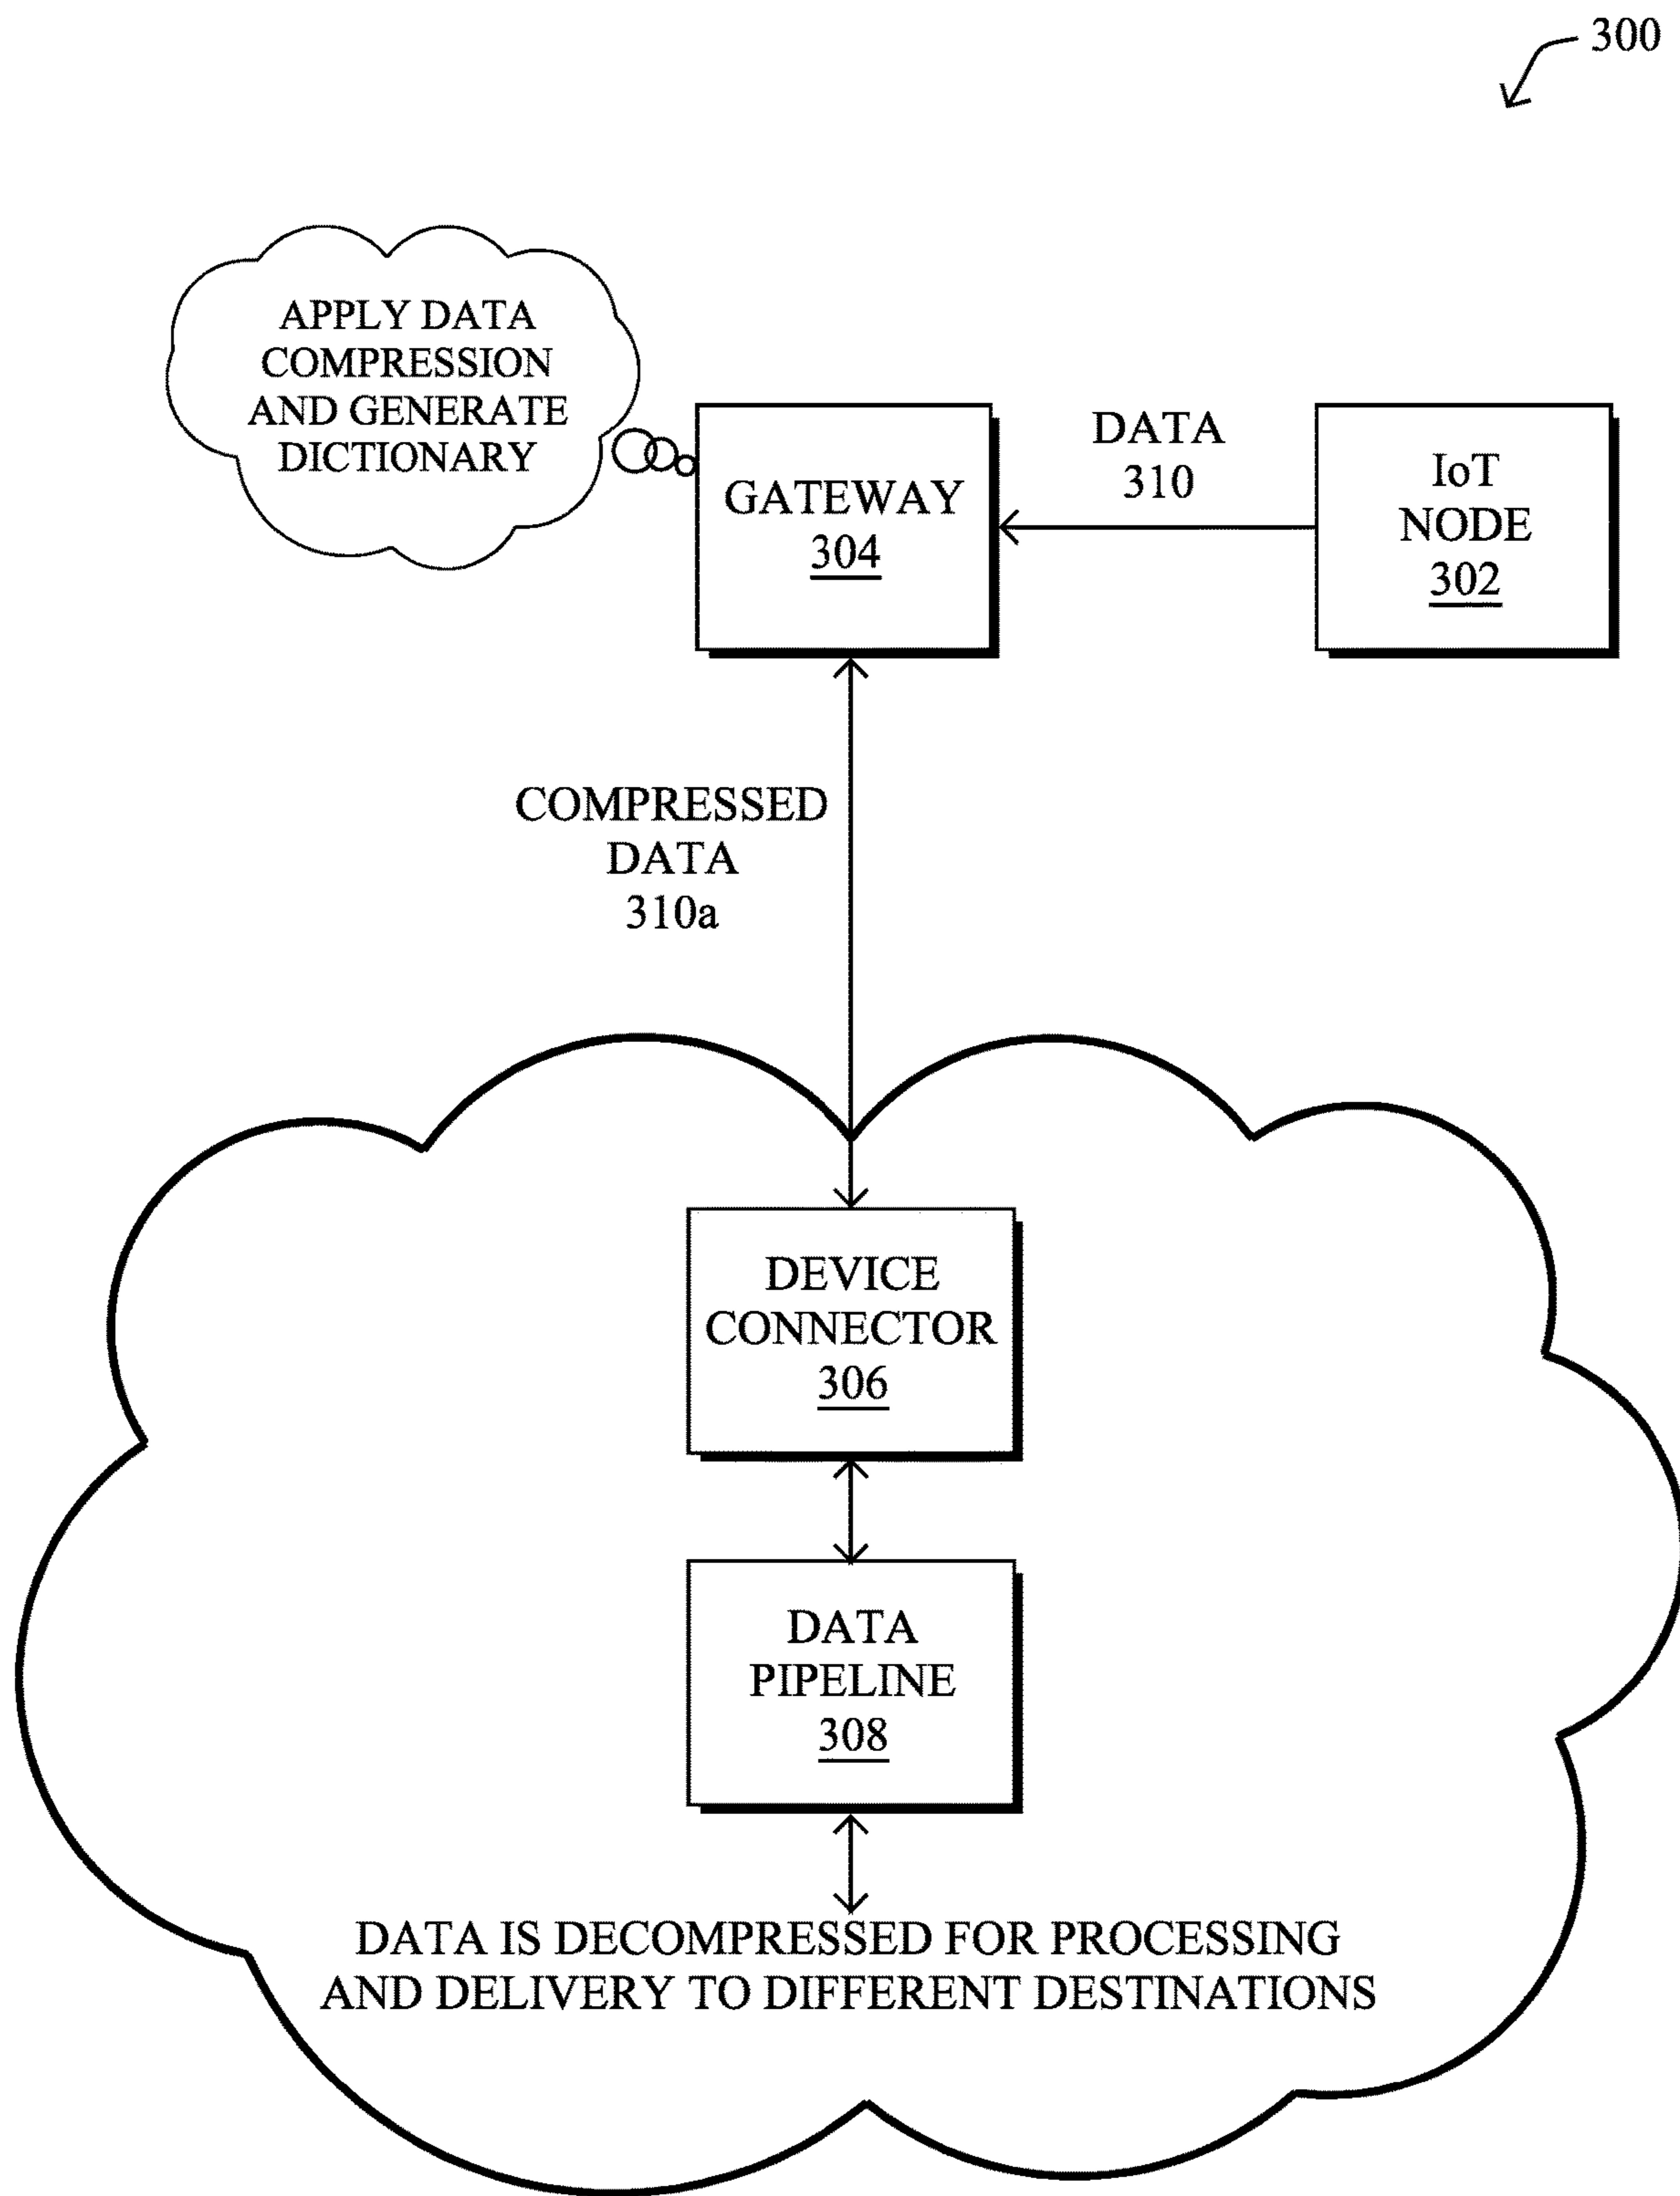 300
APPLY DATA
COMPRESSION
AND GENERATE
DICTIONARY
GATEWAY
304
DATA
310
IoT
NODE
302
COMPRESSED
DATA
310a
DEVICE
CONNECTOR
306
DATA
PIPELINE
308
DATA IS DECOMPRESSED FOR PROCESSING
AND DELIVERY TO DIFFERENT DESTINATIONS